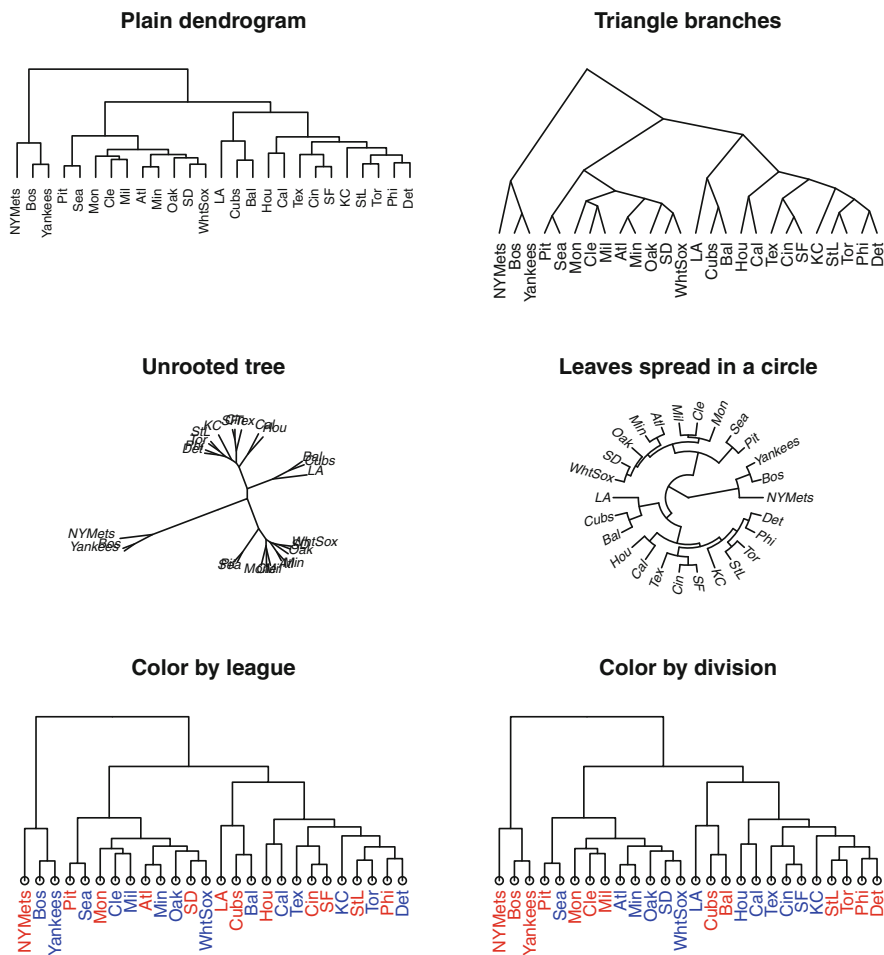 Plain dendrogram
NYMets Bos Yankees Pit Sea Mon Cle Mil Atl Min Oak SD WhtSox LA Cubs Bal Hou Cal Tex Cin SF KC StL Tor Phi Det
Triangle branches
NYMets Bos Yankees Pit Sea Mon Cle Mil Atl Min Oak SD WhtSox LA Cubs Bal Hou Cal Tex Cin SF KC StL Tor Phi Det
Unrooted tree
KC SF Tex Cal Hou
StL
Tor
Det
Bal
Cubs
LA
NYMets
Bos
Yankees
WhtSox
Oak
Min
Sea
Mon
Leaves spread in a circle
NYMets
Bos
Yankees
Pit
Sea
Mon
Cle
Mil
Atl
Min
Oak
SD
WhtSox
LA
Cubs
Bal
Hou
Cal
Tex
Cin
SF
KC
StL
Tor
Phi
Det
Color by league
NYMets Bos Yankees Pit Sea Mon Cle Mil Atl Min Oak SD WhtSox LA Cubs Bal Hou Cal Tex Cin SF KC StL Tor Phi Det
Color by division
NYMets Bos Yankees Pit Sea Mon Cle Mil Atl Min Oak SD WhtSox LA Cubs Bal Hou Cal Tex Cin SF KC StL Tor Phi Det